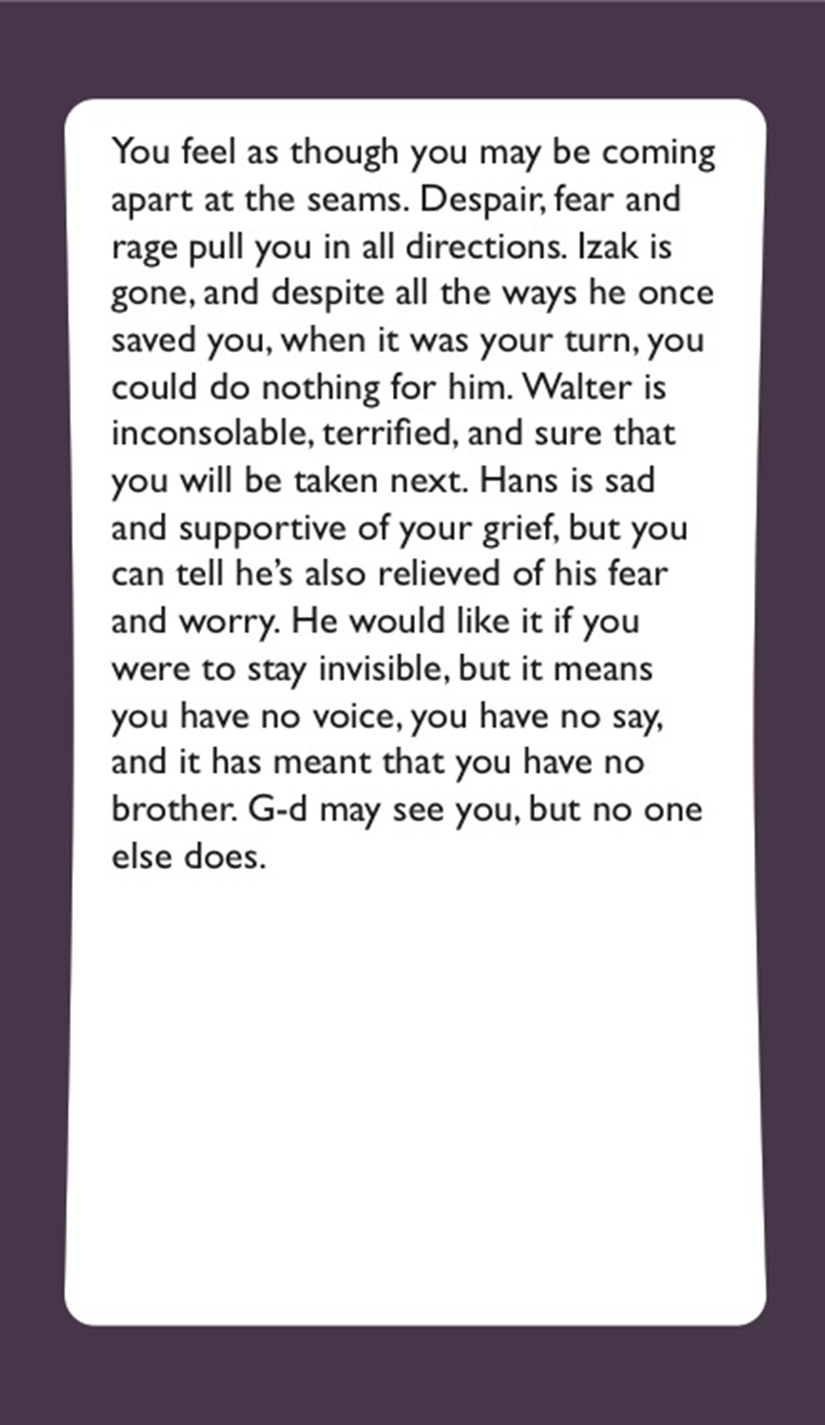 You feel as though you may be coming
apart at the seams. Despair, fear and
rage pull you in all directions. Izak is
gone, and despite all the ways he once
saved you, when it was your turn, you
could do nothing for him. Walter is
inconsolable, terrified, and sure that
you will be taken next. Hans is sad
and supportive of your grief, but you
can tell he’s also relieved of his fear
and worry. He would like it if you
were to stay invisible, but it means
you have no voice, you have no say,
and it has meant that you have no
brother. G-d may see you, but no one
else does.